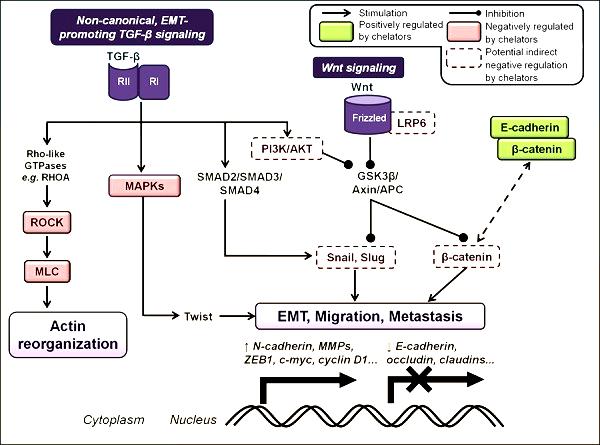 Non-canonical, EMT-
promoting TGF-β signaling
TGF-β
RII
RI
Stimulation
Inhibition
Positively regulated
by chelators
Negatively regulated
by chelators
Potential indirect
negative regulation
by chelators
Wnt signaling
Wnt
Frizzled
LRP6
E-cadherin
β-catenin
PI3K/AKT
Rho-like
GTPases
e.g. RHOA
MAPKs
SMAD2/SMAD3/
SMAD4
GSK3β/
Axin/APC
ROCK
MLC
Snail, Slug
β-catenin
Actin
reorganization
Twist
EMT, Migration, Metastasis
↑ N-cadherin, MMPs,
ZEB1, c-myc, cyclin D1...
↓ E-cadherin,
occludin, claudins...
Cytoplasm
Nucleus